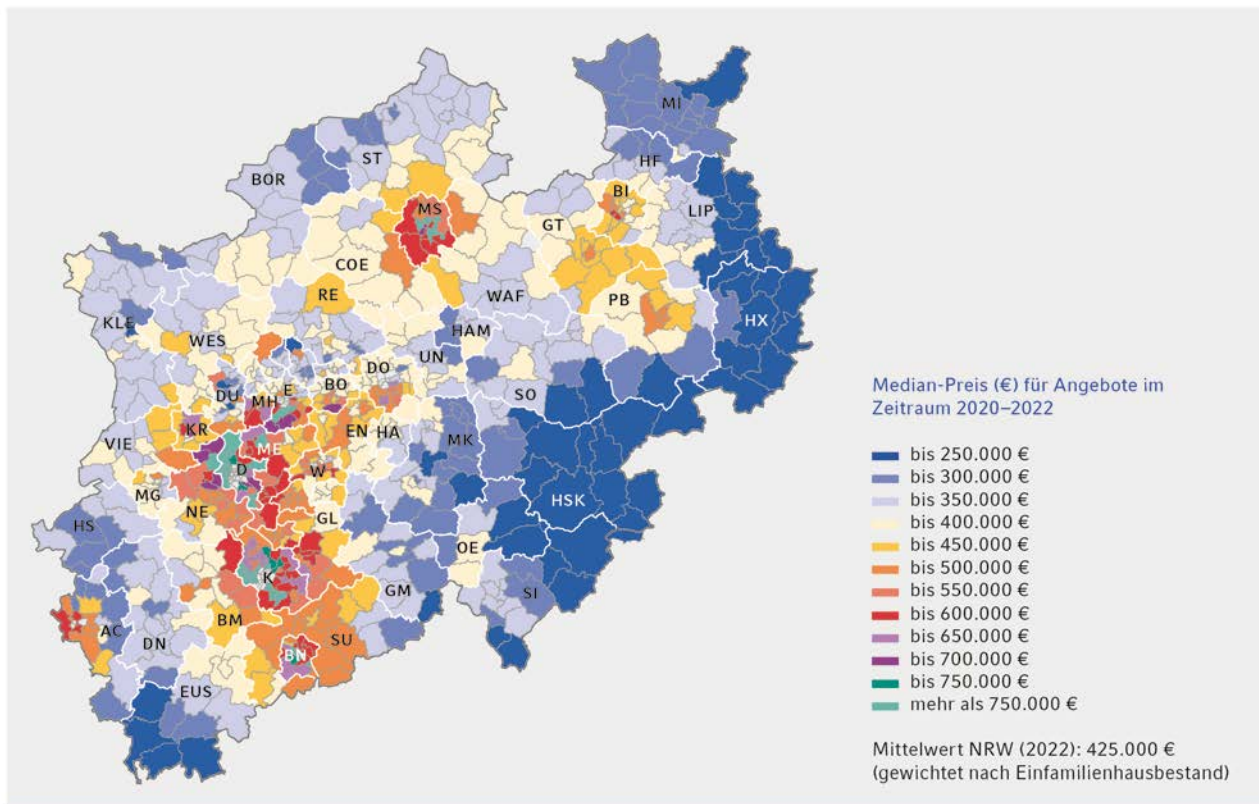 MI
HF
ST
BOR
BI
MS
LIP
GT
COE
RE
WAF
PB
HX
KLE
HAM
WES
UN
DO
E
BO
DU
MH
SO
KR
EN
HA
VIE
ME
MK
D
W
MG
HSK
NE
HS
GL
OE
K
GM
SI
BM
AC
SU
DN
BN
EUS
Median-Preis (€) für Angebote im
Zeitraum 2020–2022
bis 250.000 €
bis 300.000 €
bis 350.000 €
bis 400.000 €
bis 450.000 €
bis 500.000 €
bis 550.000 €
bis 600.000 €
bis 650.000 €
bis 700.000 €
bis 750.000 €
mehr als 750.000 €
Mittelwert NRW (2022): 425.000 €
(gewichtet nach Einfamilienhausbestand)